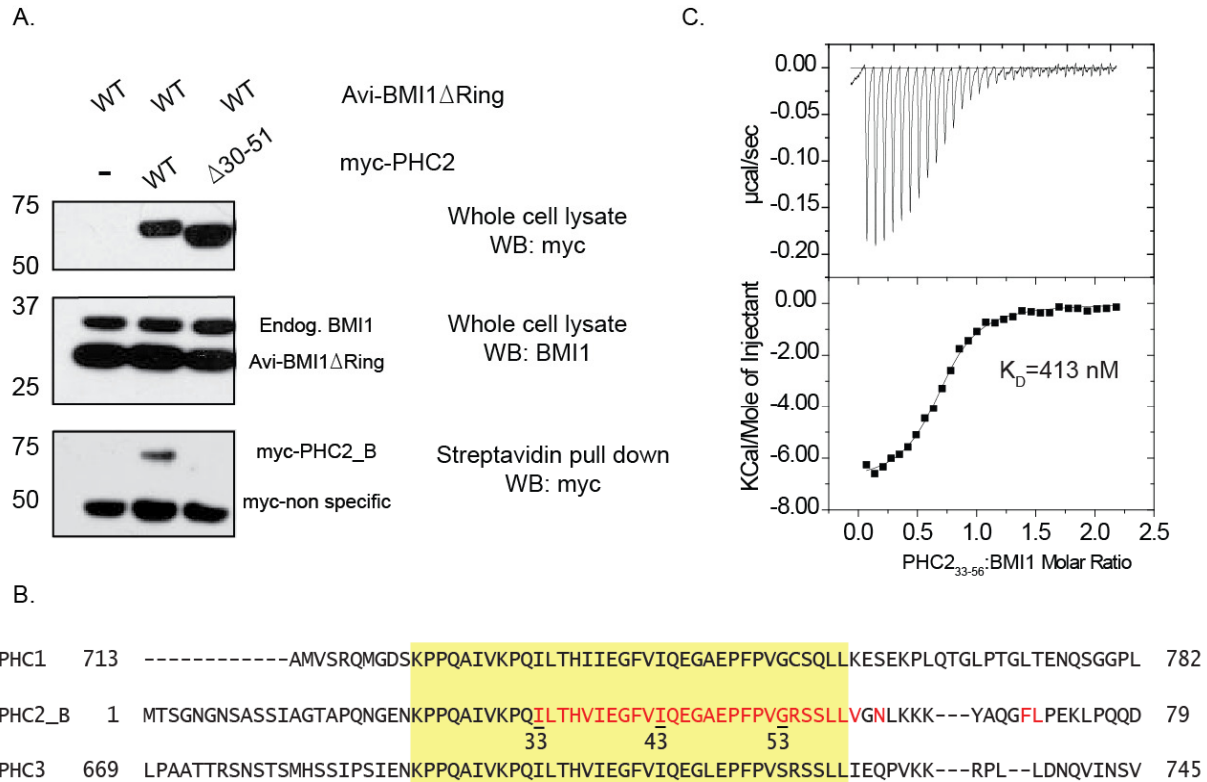 A.
WT WT WT Avi-BMI1ΔRing
- WT Δ30-51 myc-PHC2
75
50
Whole cell lysate
WB: myc
37
25
Endog. BMI1
Avi-BMI1ΔRing
Whole cell lysate
WB: BMI1
75
50
myc-PHC2_B
myc-non specific
Streptavidin pull down
WB: myc
C.
0.00
-0.05
-0.10
-0.15
-0.20
µcal/sec
0.00
-2.00
-4.00
-6.00
-8.00
KCal/Mole of Injectant
K_D=413 nM
0.0 0.5 1.0 1.5 2.0 2.5
PHC2_33-56:BMI1 Molar Ratio
B.
PHC1 713 ------------AMVSRQMGDSKPPQAIVKPQILTHIIEGFVIQEGAEPFPVGCSQLLKESEKPLQTGLPTGLTENQSGGPL 782
PHC2_B 1 MTSGNGNSASSIAGTAPQNGENKPPQAIVKPQILTHVIEGFVIQEGAEPFPVGRSSLLVGNLKKK---YAQGFLPEKLPQQD 79
33 43 53
PHC3 669 LPAATTRSNSTSMHSSIPSIENKPPQAIVKPQILTHVIEGFVIQEGLEPFPVSRSSLLIEQPVKK---RPL--LDNQVINSV 745